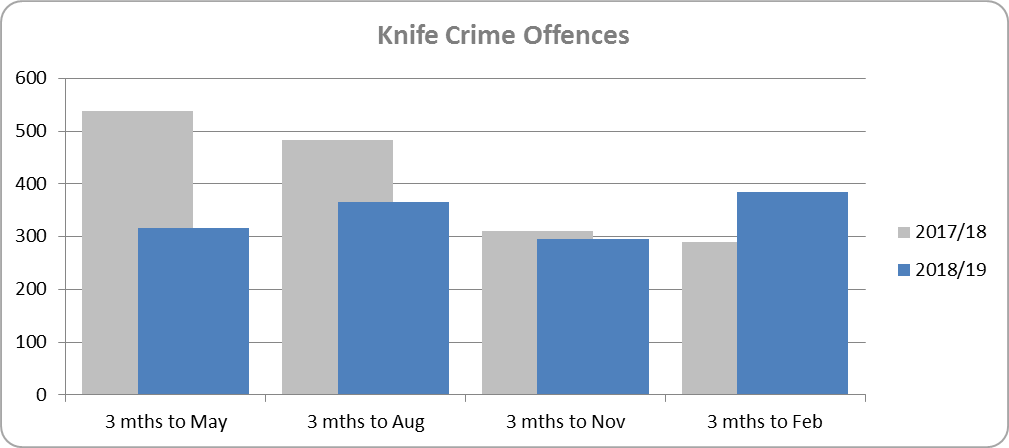 Knife Crime Offences
600
500
400
300
200
100
0
3 mths to May
3 mths to Aug
3 mths to Nov
3 mths to Feb
2017/18
2018/19